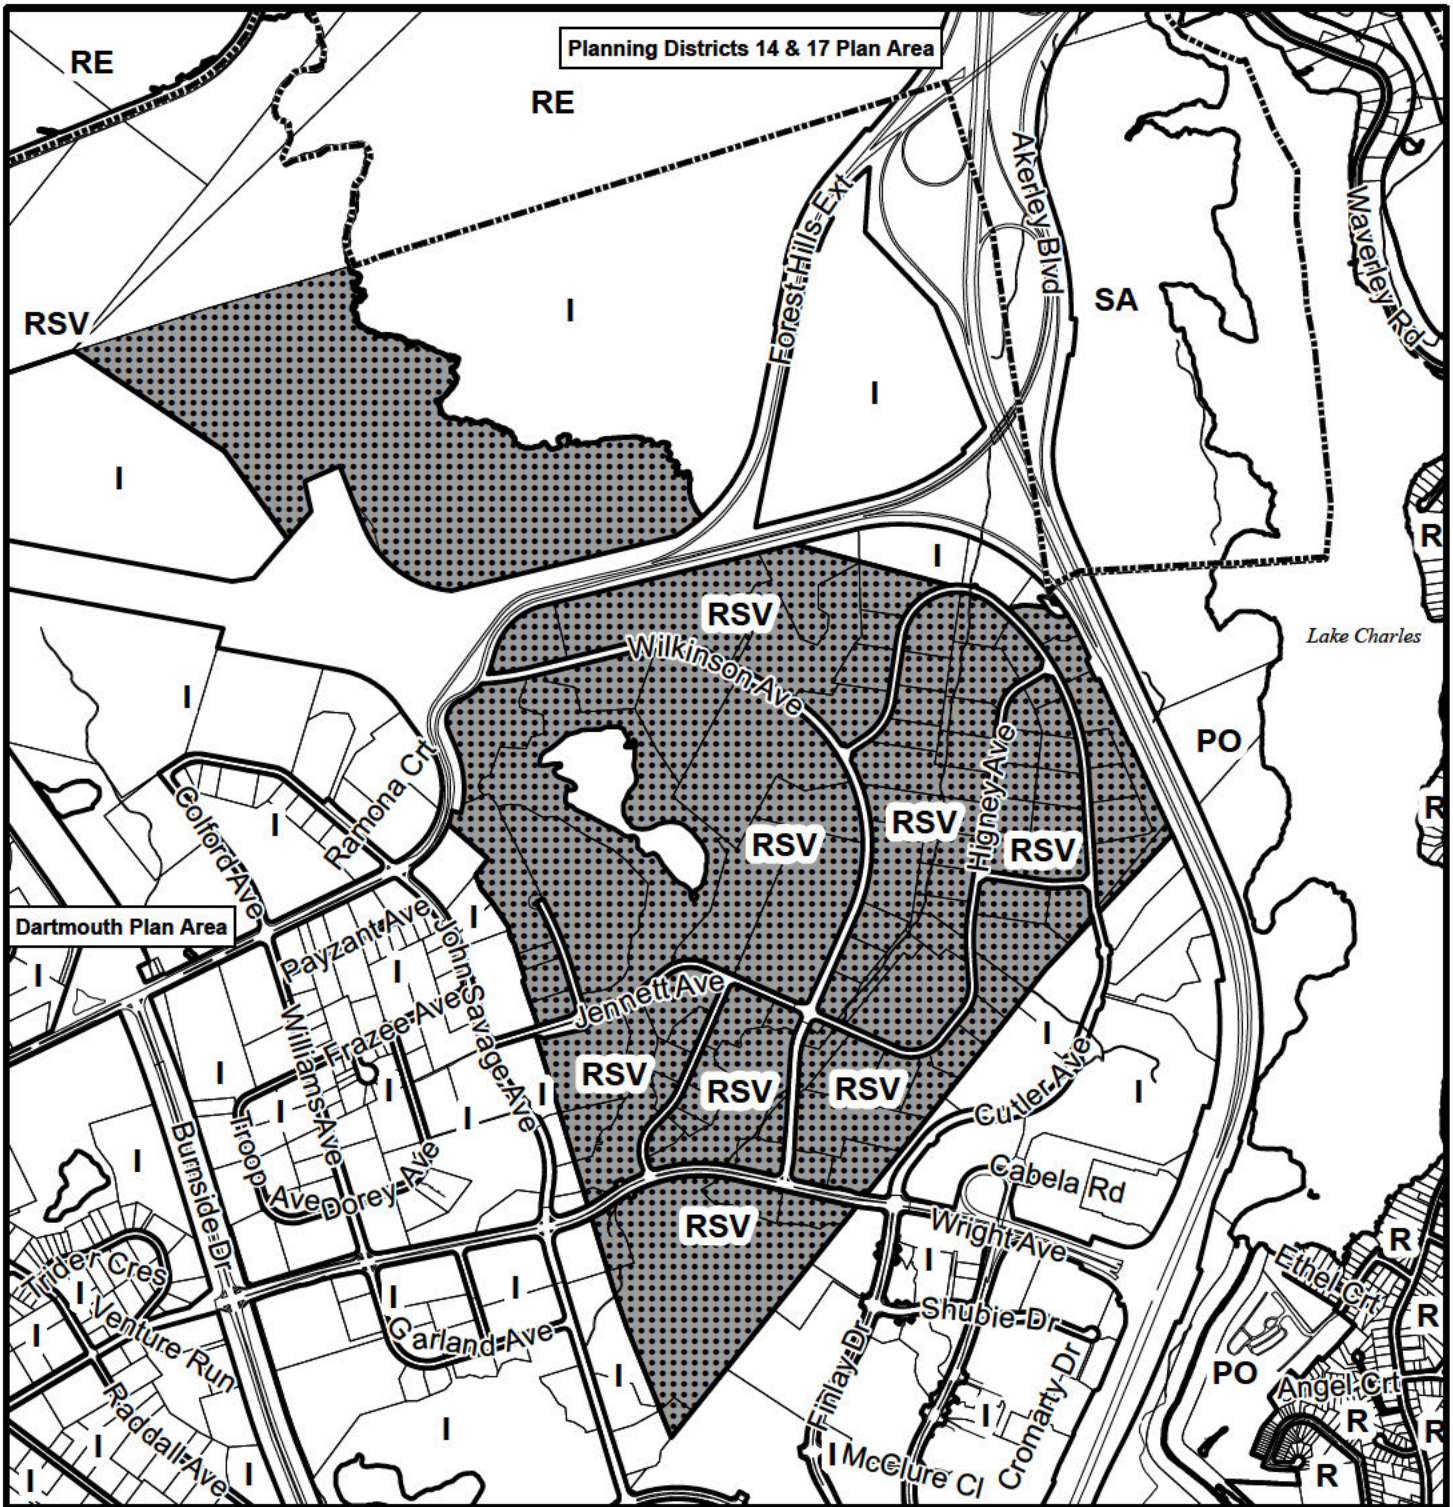 Planning Districts 14 & 17 Plan Area
RE
RE
Akerley Blvd
Forest Hills Ext
Waverley Rd
SA
I
RSV
I
I
R
I
RSV
Lake Charles
Wilkinson Ave
I
PO
Higney Ave
Ramona Crt
R
Colford Ave
I
RSV
RSV
RSV
Payzant Ave
I
Dartmouth Plan Area
John Savage Ave
I
I
Jennett Ave
Williams Ave
Frazee Ave
I
I
RSV
RSV
RSV
I
I
I
I
I
Cutler Ave
Troop Ave
Burnside Dr
I
Dorey Ave
Cabela Rd
RSV
Wright Ave
R
Ethel Crt
I
Trider Cres
I
I
I
Shubie Dr
R
I
Venture Run
Garland Ave
Finlay Dr
PO
Angel Crt
I
Cromarty Dr
Raddall Ave
I
I
R
R
I
I
I
I
McClure Cl
R